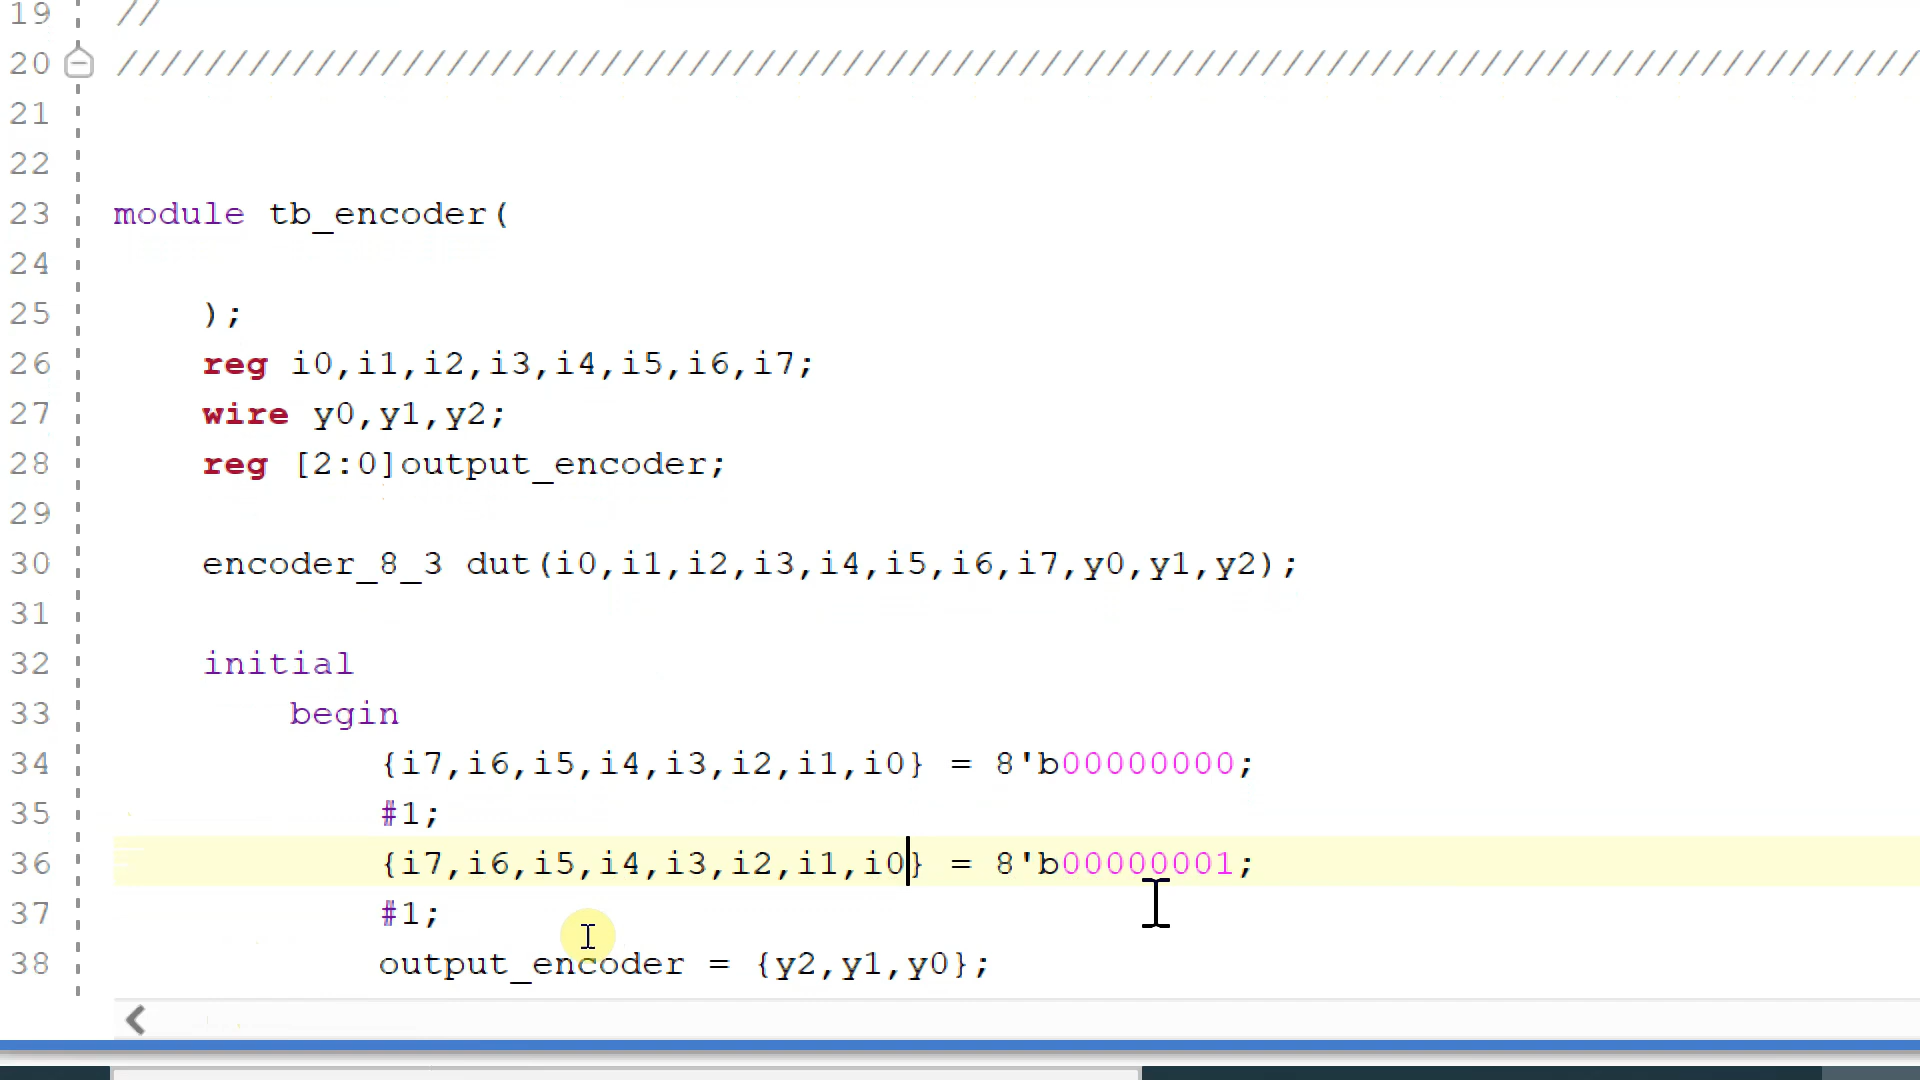 19 //
20 //////////////////////////////////////////////////////////////////////////////////
21
22
23 module tb_encoder(
24
25 );
26 reg i0,i1,i2,i3,i4,i5,i6,i7;
27 wire y0,y1,y2;
28 reg [2:0]output_encoder;
29
30 encoder_8_3 dut(i0,i1,i2,i3,i4,i5,i6,i7,y0,y1,y2);
31
32 initial
33 begin
34 {i7,i6,i5,i4,i3,i2,i1,i0} = 8'b00000000;
35 #1;
36 {i7,i6,i5,i4,i3,i2,i1,i0} = 8'b00000001;
37 #1;
38 output_encoder = {y2,y1,y0};